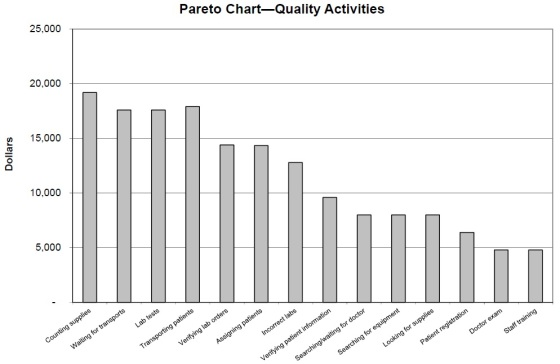 Pareto Chart—Quality Activities
25,000
20,000
15,000
10,000
5,000
-
Dollars
Counting supplies
Waiting for transports
Lab tests
Transporting patients
Verifying lab orders
Assigning patients
Incorrect labs
Verifying patient information
Searching/waiting for doctor
Searching for equipment
Looking for supplies
Patient registration
Doctor exam
Staff training